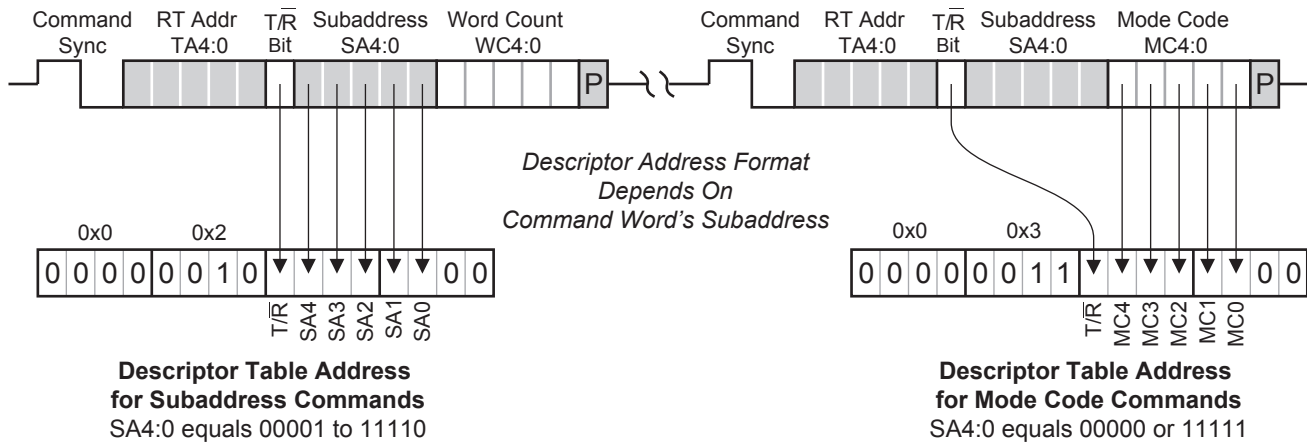 Command Sync
RT Addr TA4:0
T/R̅ Bit
Subaddress SA4:0
Word Count WC4:0
P
Command Sync
RT Addr TA4:0
T/R̅ Bit
Subaddress SA4:0
Mode Code MC4:0
P
Descriptor Address Format
Depends On
Command Word's Subaddress
0x0 0x2
0 0 0 0 0 0 1 0 0 0
T/R̅ SA4 SA3 SA2 SA1 SA0
Descriptor Table Address
for Subaddress Commands
SA4:0 equals 00001 to 11110
0x0 0x3
0 0 0 0 0 0 1 1 0 0
T/R̅ MC4 MC3 MC2 MC1 MC0
Descriptor Table Address
for Mode Code Commands
SA4:0 equals 00000 or 11111